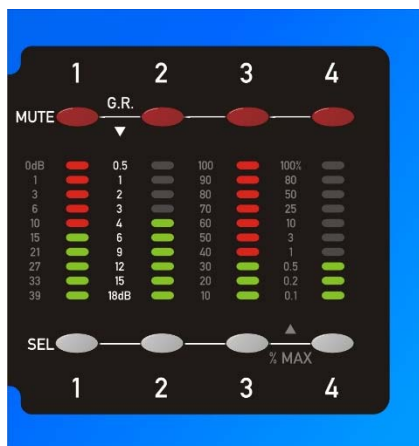 1 2 3 4
G.R.
MUTE
▼
0dB 0.5 100 100%
1 1 90 80
3 2 80 50
6 3 70 25
10 4 60 10
15 6 50 3
21 9 40 1
27 12 30 0.5
33 15 20 0.2
39 18dB 10 0.1
SEL
▲
% MAX
1 2 3 4